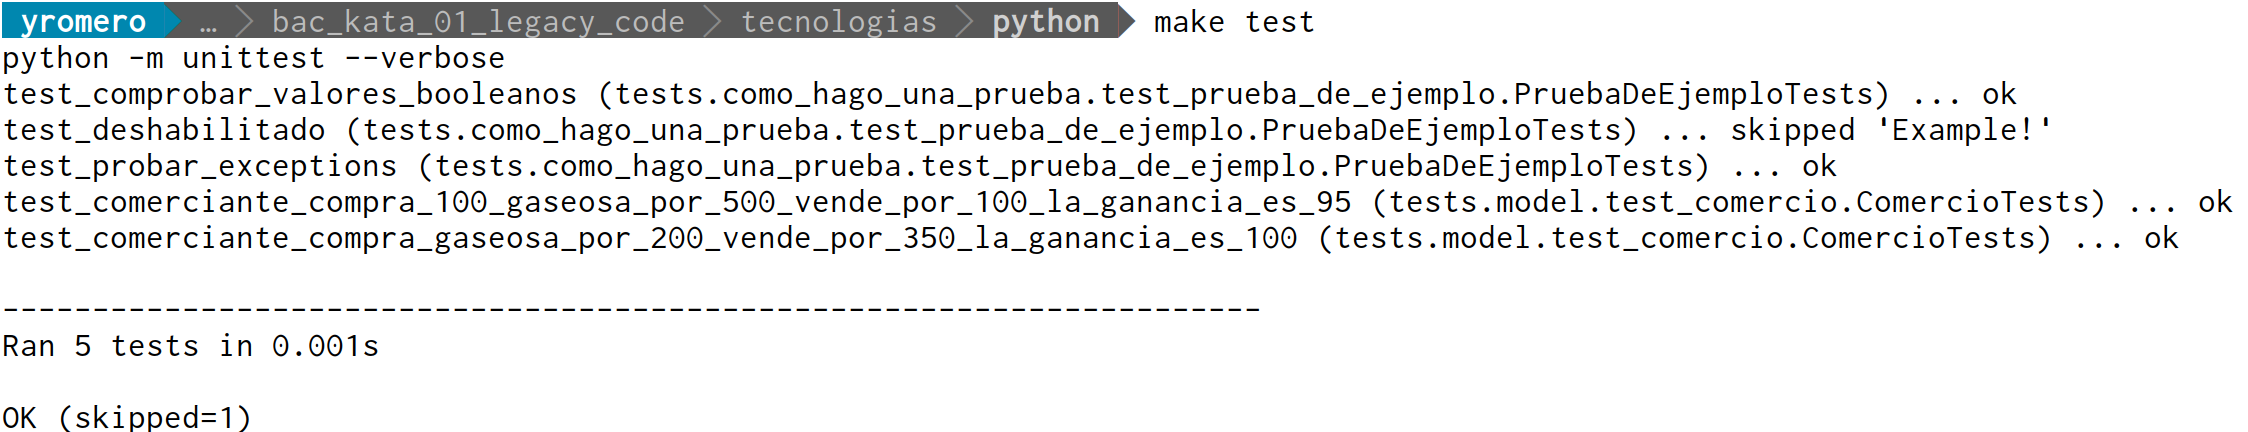 yromero … bac_kata_01_legacy_code tecnologias python make test
python -m unittest --verbose
test_comprobar_valores_booleanos (tests.como_hago_una_prueba.test_prueba_de_ejemplo.PruebaDeEjemploTests) ... ok
test_deshabilitado (tests.como_hago_una_prueba.test_prueba_de_ejemplo.PruebaDeEjemploTests) ... skipped 'Example!'
test_probar_exceptions (tests.como_hago_una_prueba.test_prueba_de_ejemplo.PruebaDeEjemploTests) ... ok
test_comerciante_compra_100_gaseosa_por_500_vende_por_100_la_ganancia_es_95 (tests.model.test_comercio.ComercioTests) ... ok
test_comerciante_compra_gaseosa_por_200_vende_por_350_la_ganancia_es_100 (tests.model.test_comercio.ComercioTests) ... ok
----------------------------------------------------------------------
Ran 5 tests in 0.001s
OK (skipped=1)